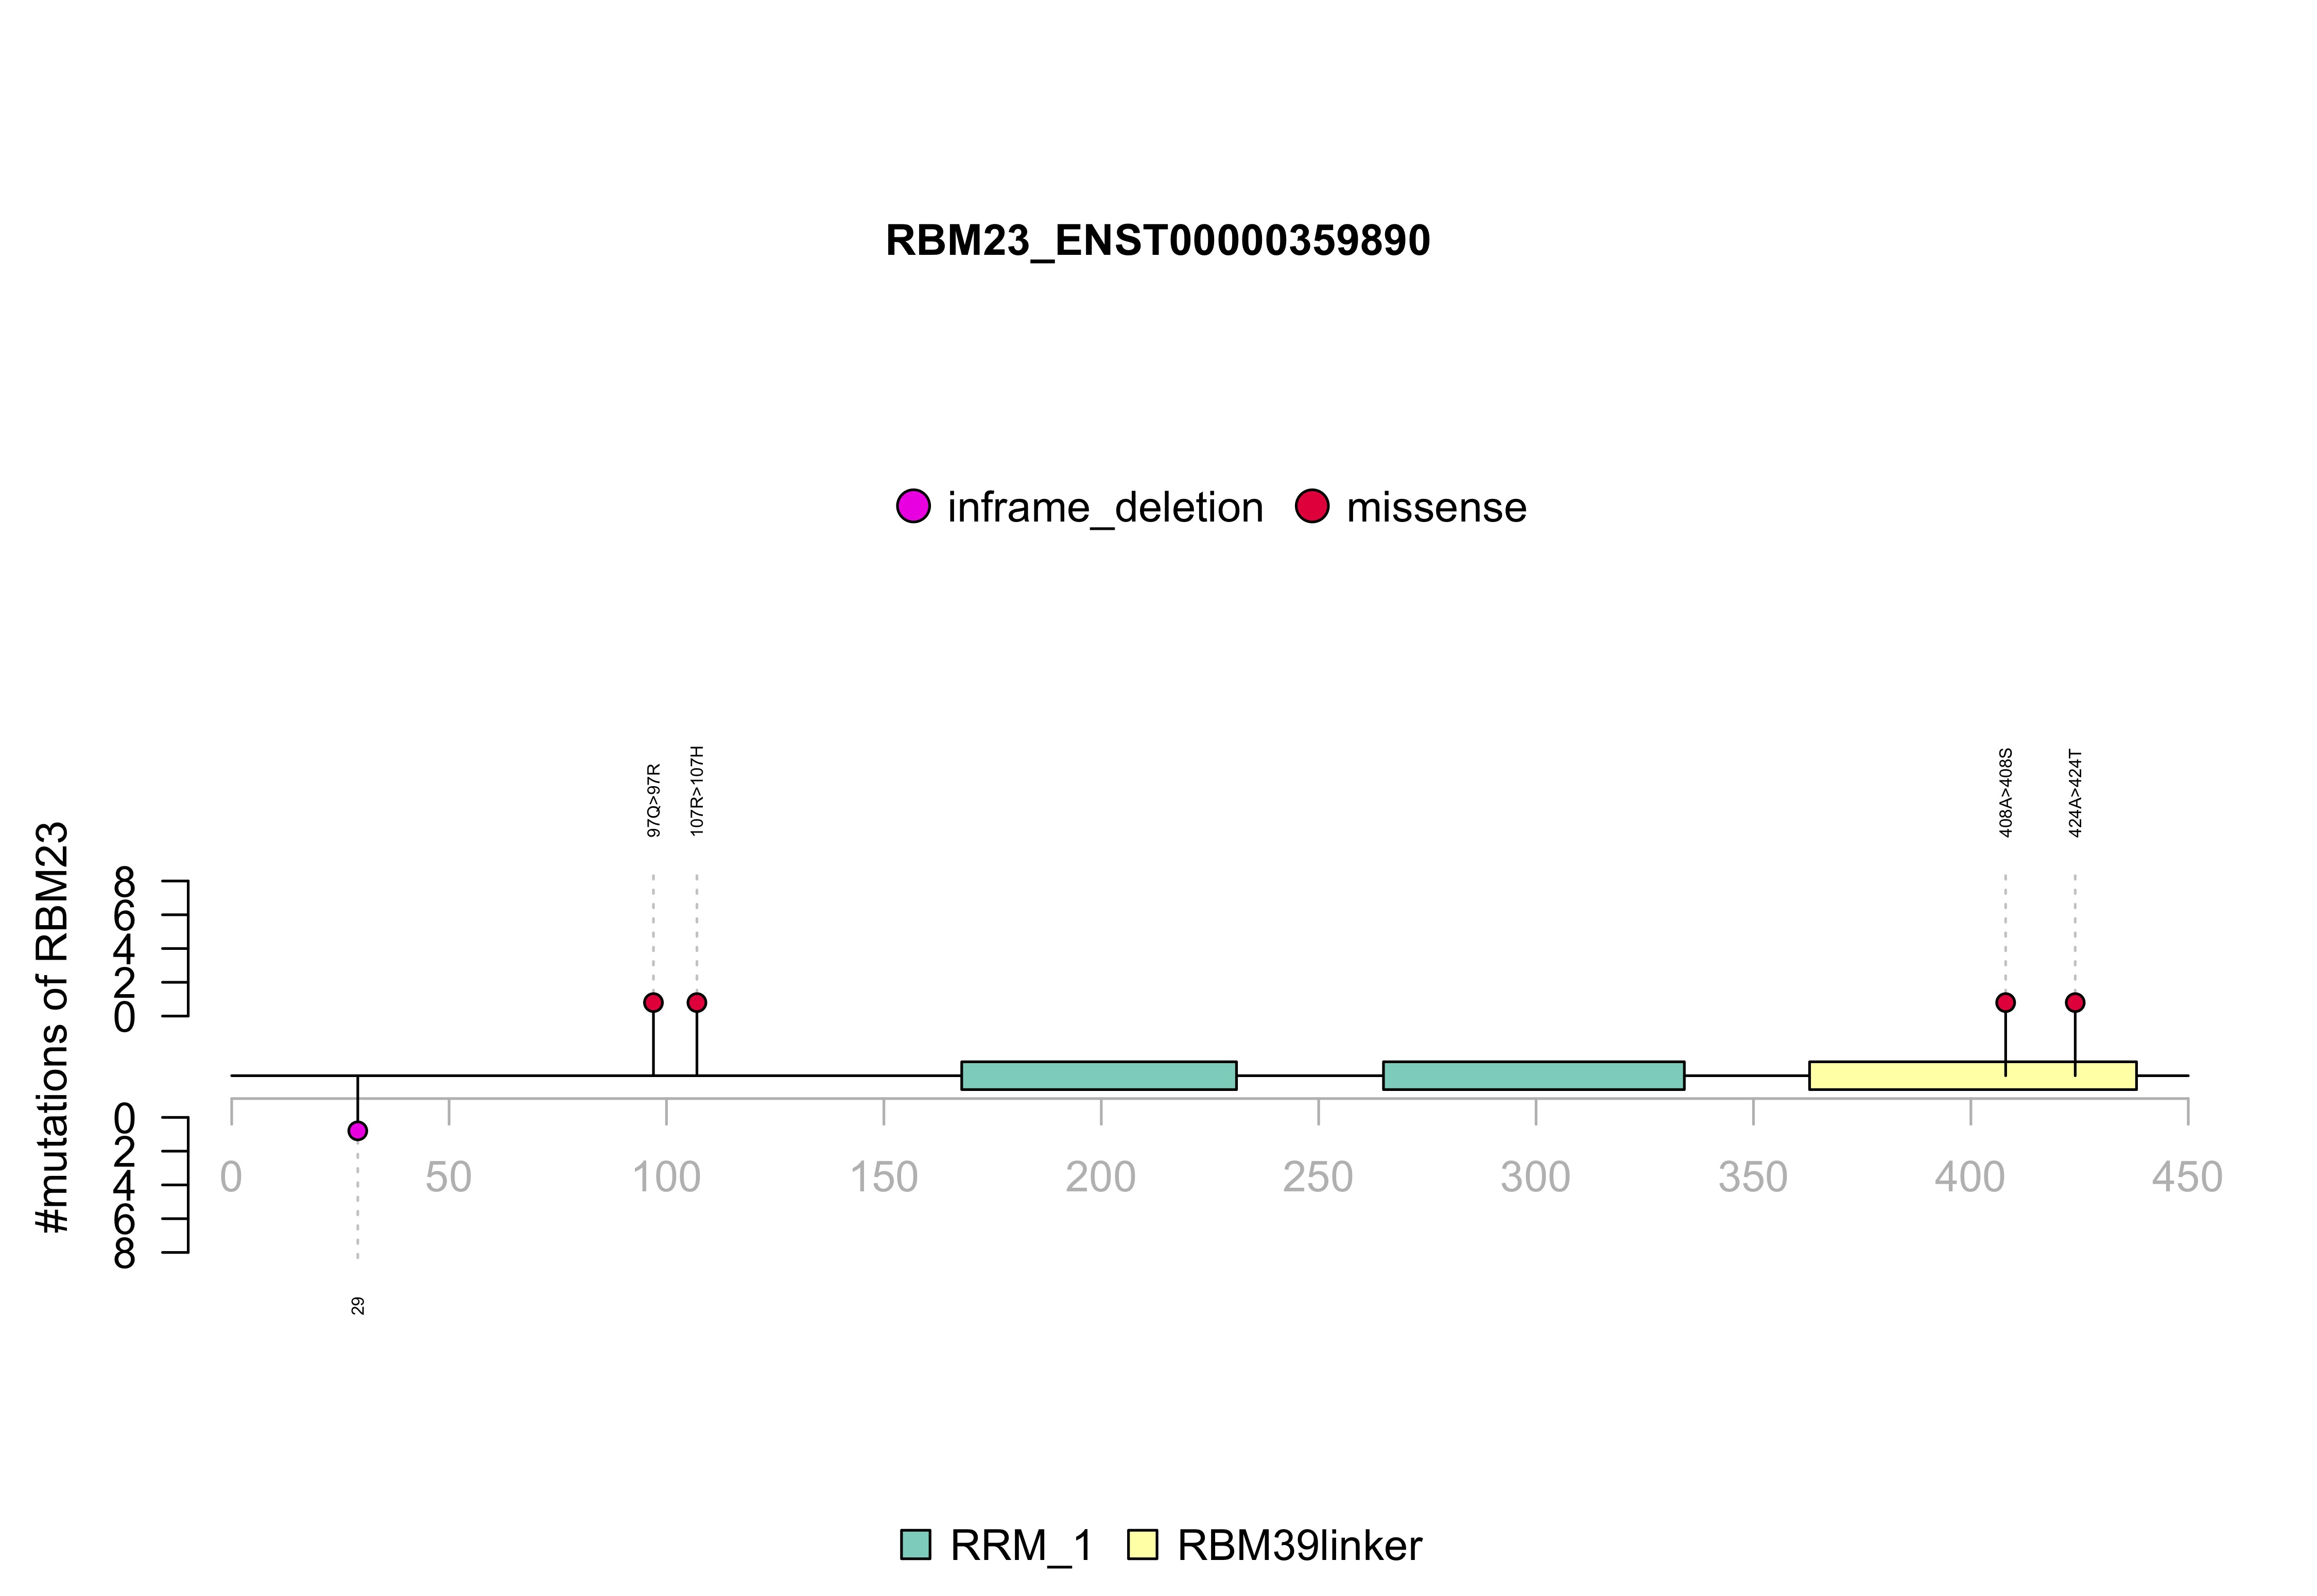 RBM23_ENST00000359890
inframe_deletion missense
97Q>97R
107R>107H
408A>408S
424A>424T
#mutations of RBM23
8
6
4
2
0
0
2
4
6
8
0 50 100 150 200 250 300 350 400 450
29
RRM_1 RBM39linker